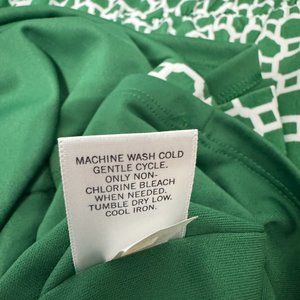 MACHINE WASH COLD
GENTLE CYCLE.
ONLY NON-
CHLORINE BLEACH
WHEN NEEDED.
TUMBLE DRY LOW.
COOL IRON.